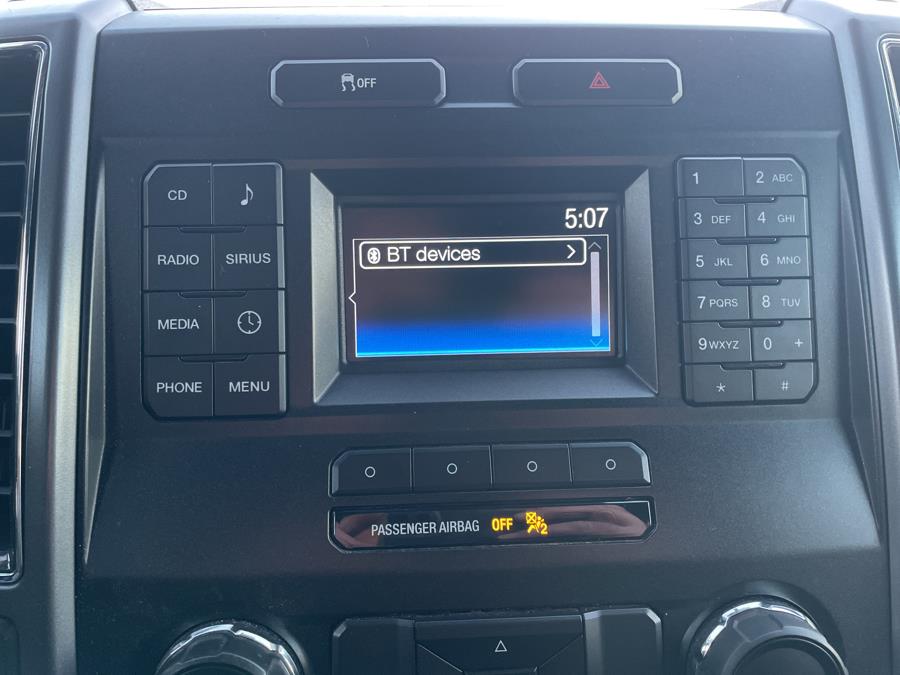 OFF
CD
RADIO SIRIUS
MEDIA
PHONE MENU
5:07
BT devices
1 2 ABC
3 DEF 4 GHI
5 JKL 6 MNO
7 PQRS 8 TUV
9 WXYZ 0 +
* #
PASSENGER AIRBAG OFF 2